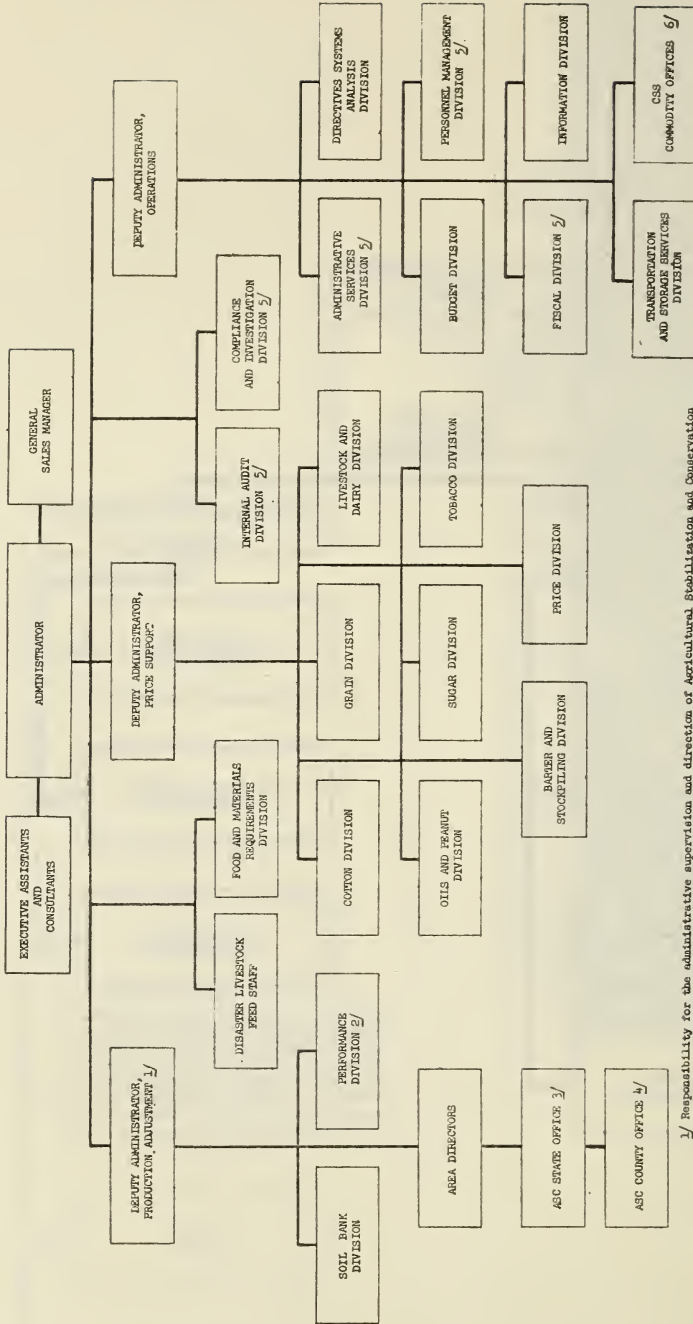 EXECUTIVE ASSISTANTS
AND
CONSULTANTS
ADMINISTRATOR
GENERAL
SALES MANAGER
DEPUTY ADMINISTRATOR,
PRODUCTION ADJUSTMENT 1/
DEPUTY ADMINISTRATOR,
PRICE SUPPORT
DEPUTY ADMINISTRATOR,
OPERATIONS
DISASTER LIVESTOCK
FEED STAFF
FOOD AND MATERIALS
REQUIREMENTS
DIVISION
INTERNAL AUDIT
DIVISION 5/
COMPLIANCE
AND INVESTIGATION
DIVISION 5/
SOIL BANK
DIVISION
PERFORMANCE
DIVISION 2/
COTTON DIVISION
GRAIN DIVISION
LIVESTOCK AND
DAIRY DIVISION
ADMINISTRATIVE
SERVICES
DIVISION 5/
DIRECTIVES SYSTEMS
ANALYSIS
DIVISION
AREA DIRECTORS
OILS AND PEANUT
DIVISION
SUGAR DIVISION
TOBACCO DIVISION
BUDGET DIVISION
PERSONNEL MANAGEMENT
DIVISION 5/
ASC STATE OFFICE 3/
BARTER AND
STOCKPILING DIVISION
PRICE DIVISION
FISCAL DIVISION 5/
INFORMATION DIVISION
ASC COUNTY OFFICE 4/
TRANSPORTATION
AND STORAGE SERVICES
DIVISION
CSS
COMMODITY OFFICES 6/
1/ Responsibility for the administrative supervision and direction of Agricultural Stabilization and Conservation